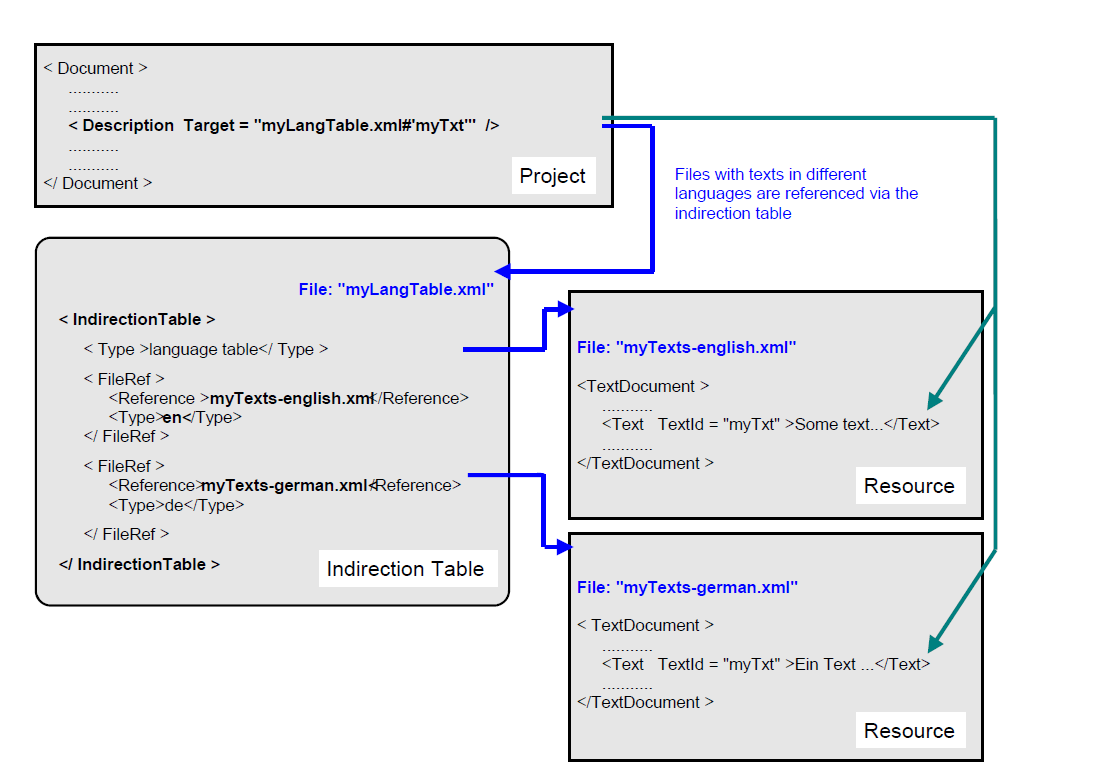 < Document >
...........
...........
< Description Target = "myLangTable.xml#'myTxt'" />
...........
...........
</ Document >
Project
Files with texts in different
languages are referenced via the
indirection table
File: "myLangTable.xml"
< IndirectionTable >
< Type >language table</ Type >
< FileRef >
<Reference >myTexts-english.xml</Reference>
<Type>en</Type>
</ FileRef >
< FileRef >
<Reference>myTexts-german.xml<Reference>
<Type>de</Type>
</ FileRef >
</ IndirectionTable >
Indirection Table
File: "myTexts-english.xml"
<TextDocument >
...........
<Text TextId = "myTxt" >Some text...</Text>
...........
</TextDocument >
Resource
File: "myTexts-german.xml"
< TextDocument >
...........
<Text TextId = "myTxt" >Ein Text ...</Text>
...........
</TextDocument >
Resource